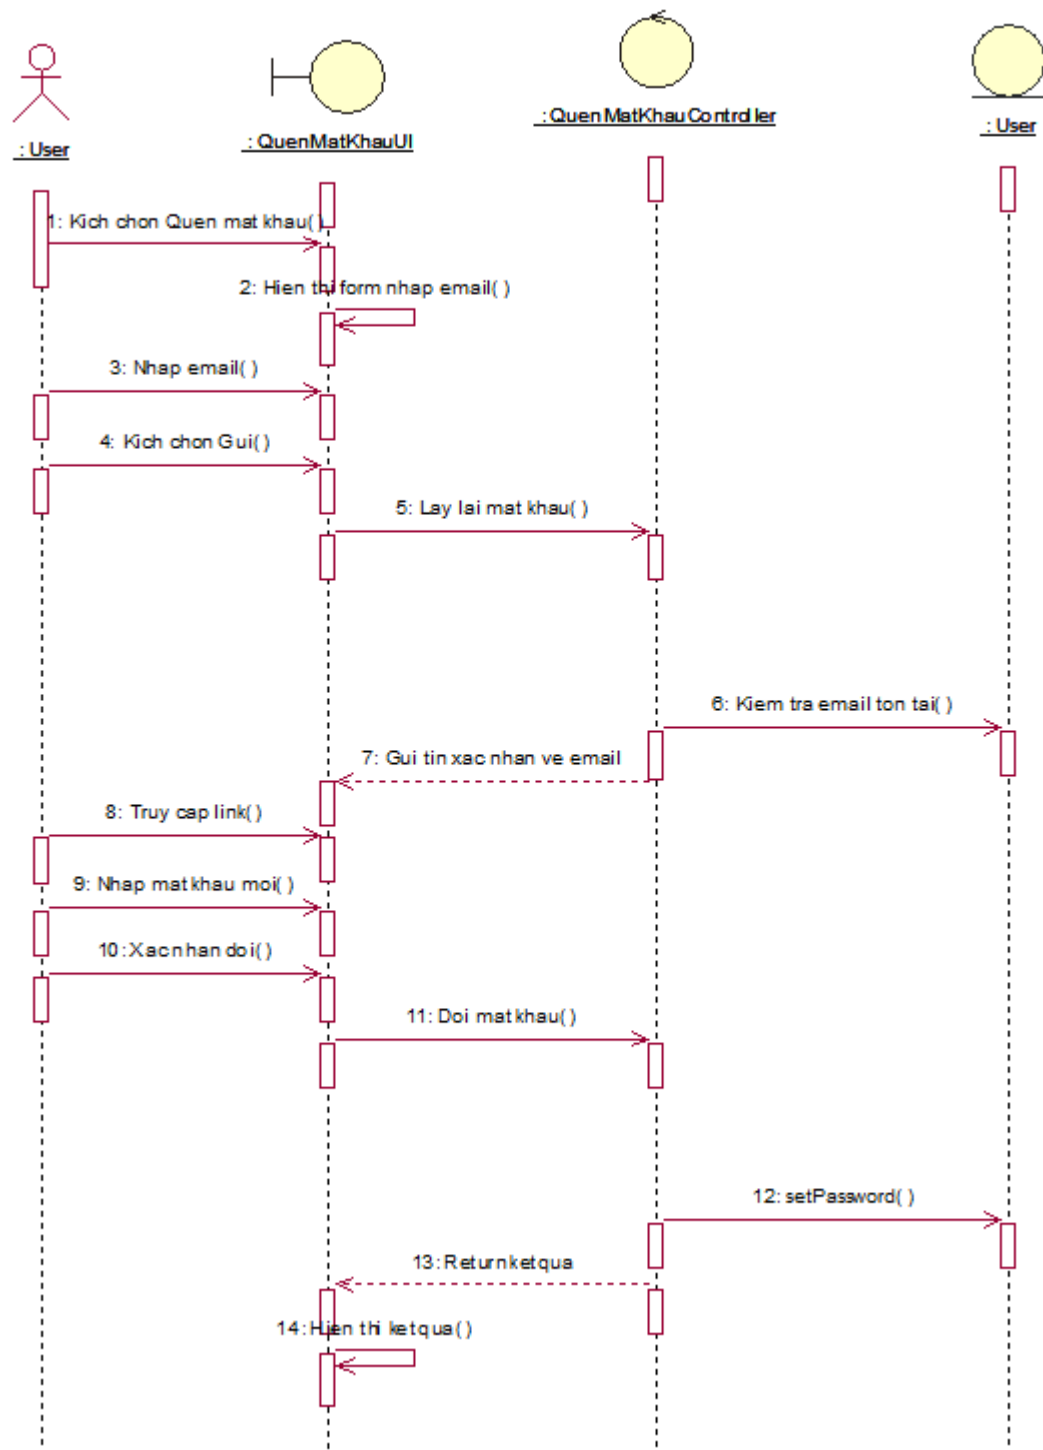 : User
: QuenMatKhauUI
: QuenMatKhauController
: User
1: Kich chon Quen mat khau( )
2: Hien thi form nhap email( )
3: Nhap email( )
4: Kich chon Gui( )
5: Lay lai mat khau( )
6: Kiem tra email ton tai( )
7: Gui tin xac nhan ve email
8: Truy cap link( )
9: Nhap mat khau moi( )
10: Xac nhan doi( )
11: Doi mat khau( )
12: setPassword( )
13: Return ket qua
14: Hien thi ket qua( )